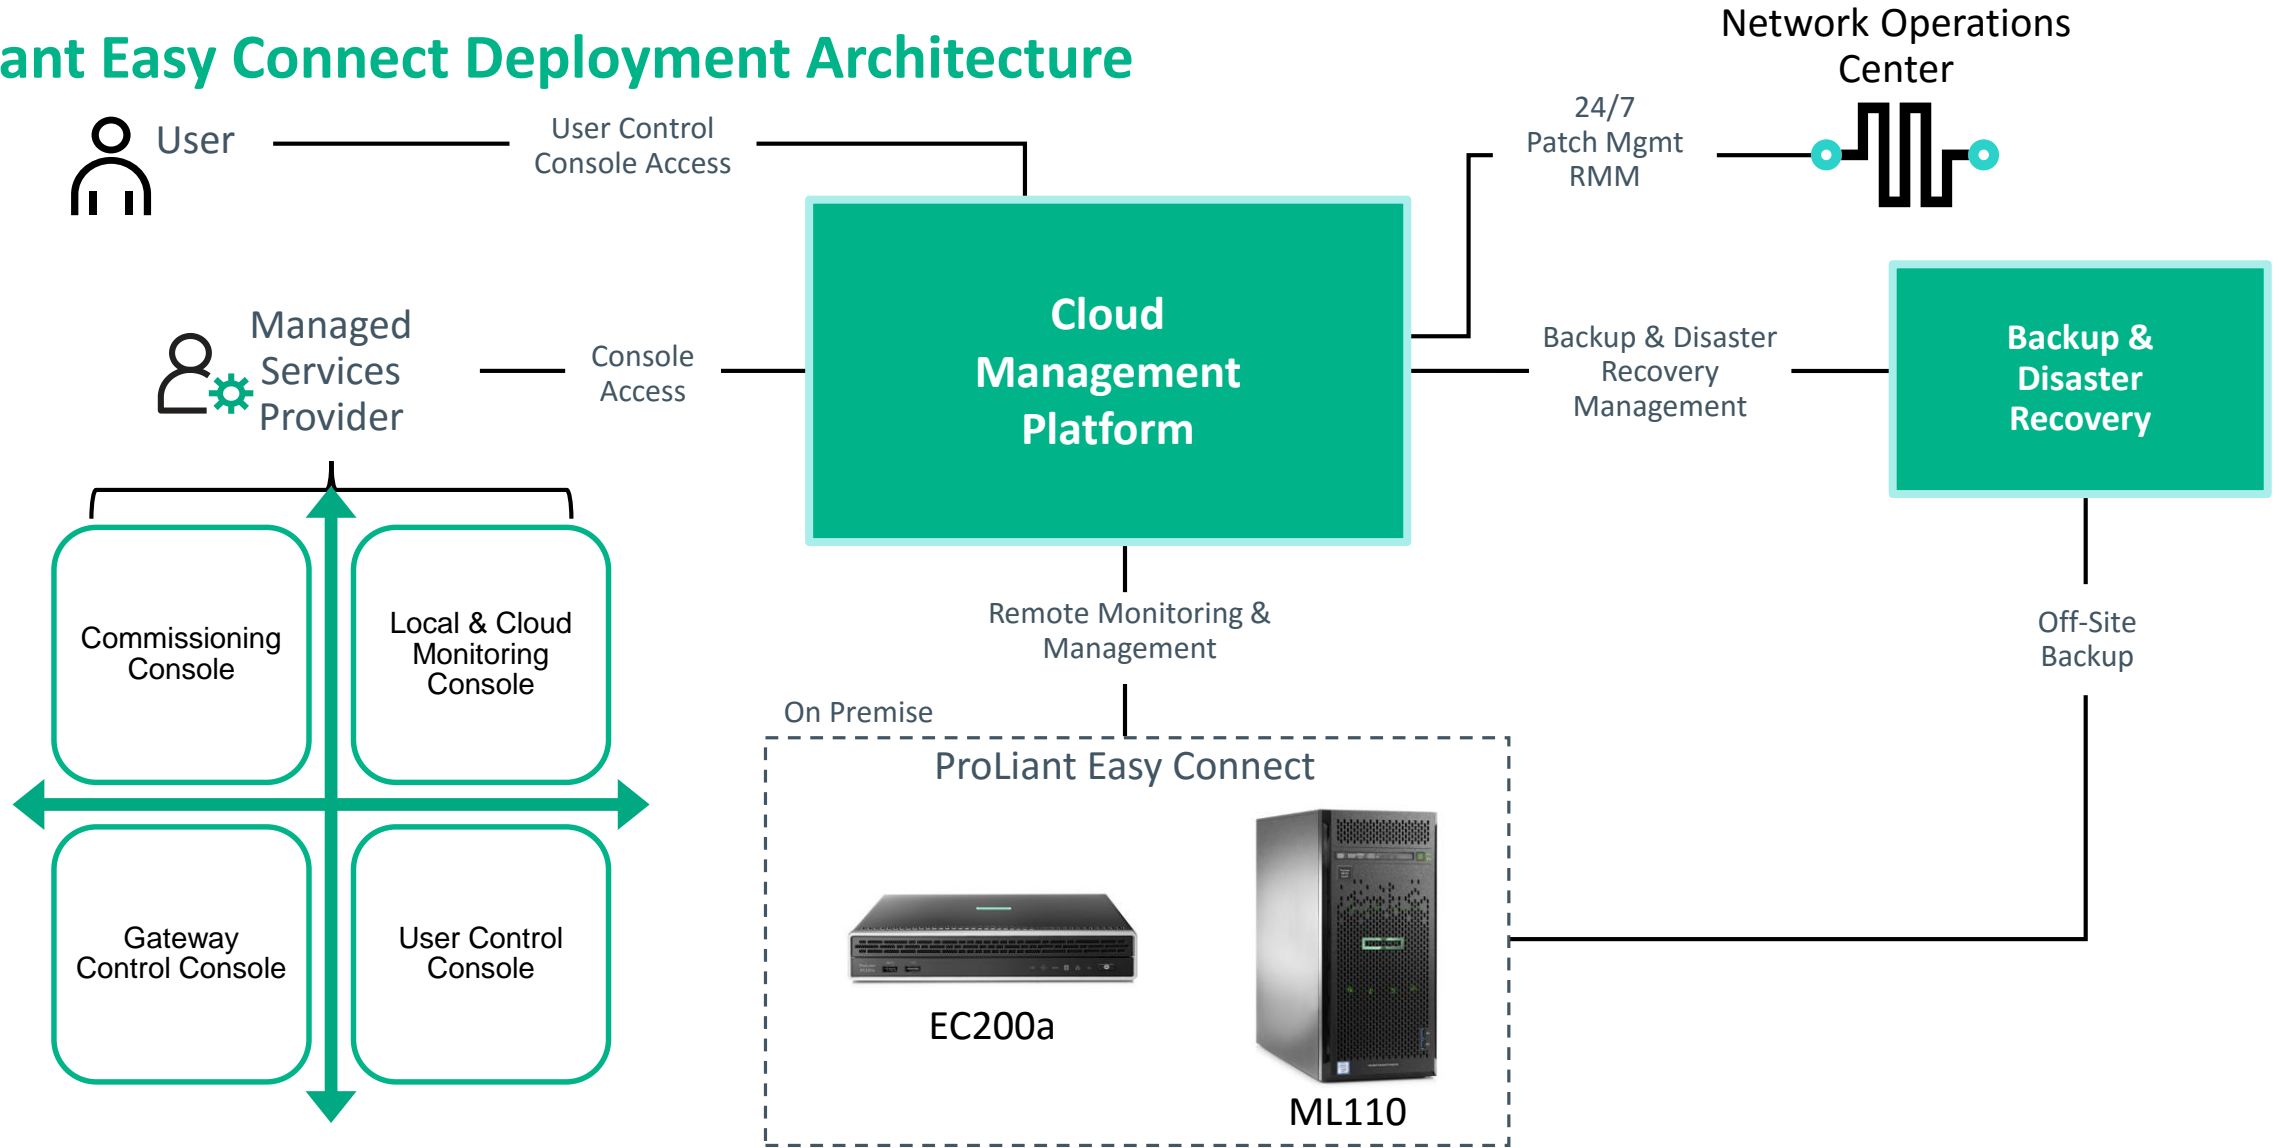 ant Easy Connect Deployment Architecture
Network Operations
Center
User
User Control
Console Access
24/7
Patch Mgmt
RMM
Managed
Services
Provider
Console
Access
Cloud
Management
Platform
Backup & Disaster
Recovery
Management
Backup &
Disaster
Recovery
Commissioning
Console
Local & Cloud
Monitoring
Console
Gateway
Control Console
User Control
Console
Remote Monitoring &
Management
Off-Site
Backup
On Premise
ProLiant Easy Connect
EC200a
ML110